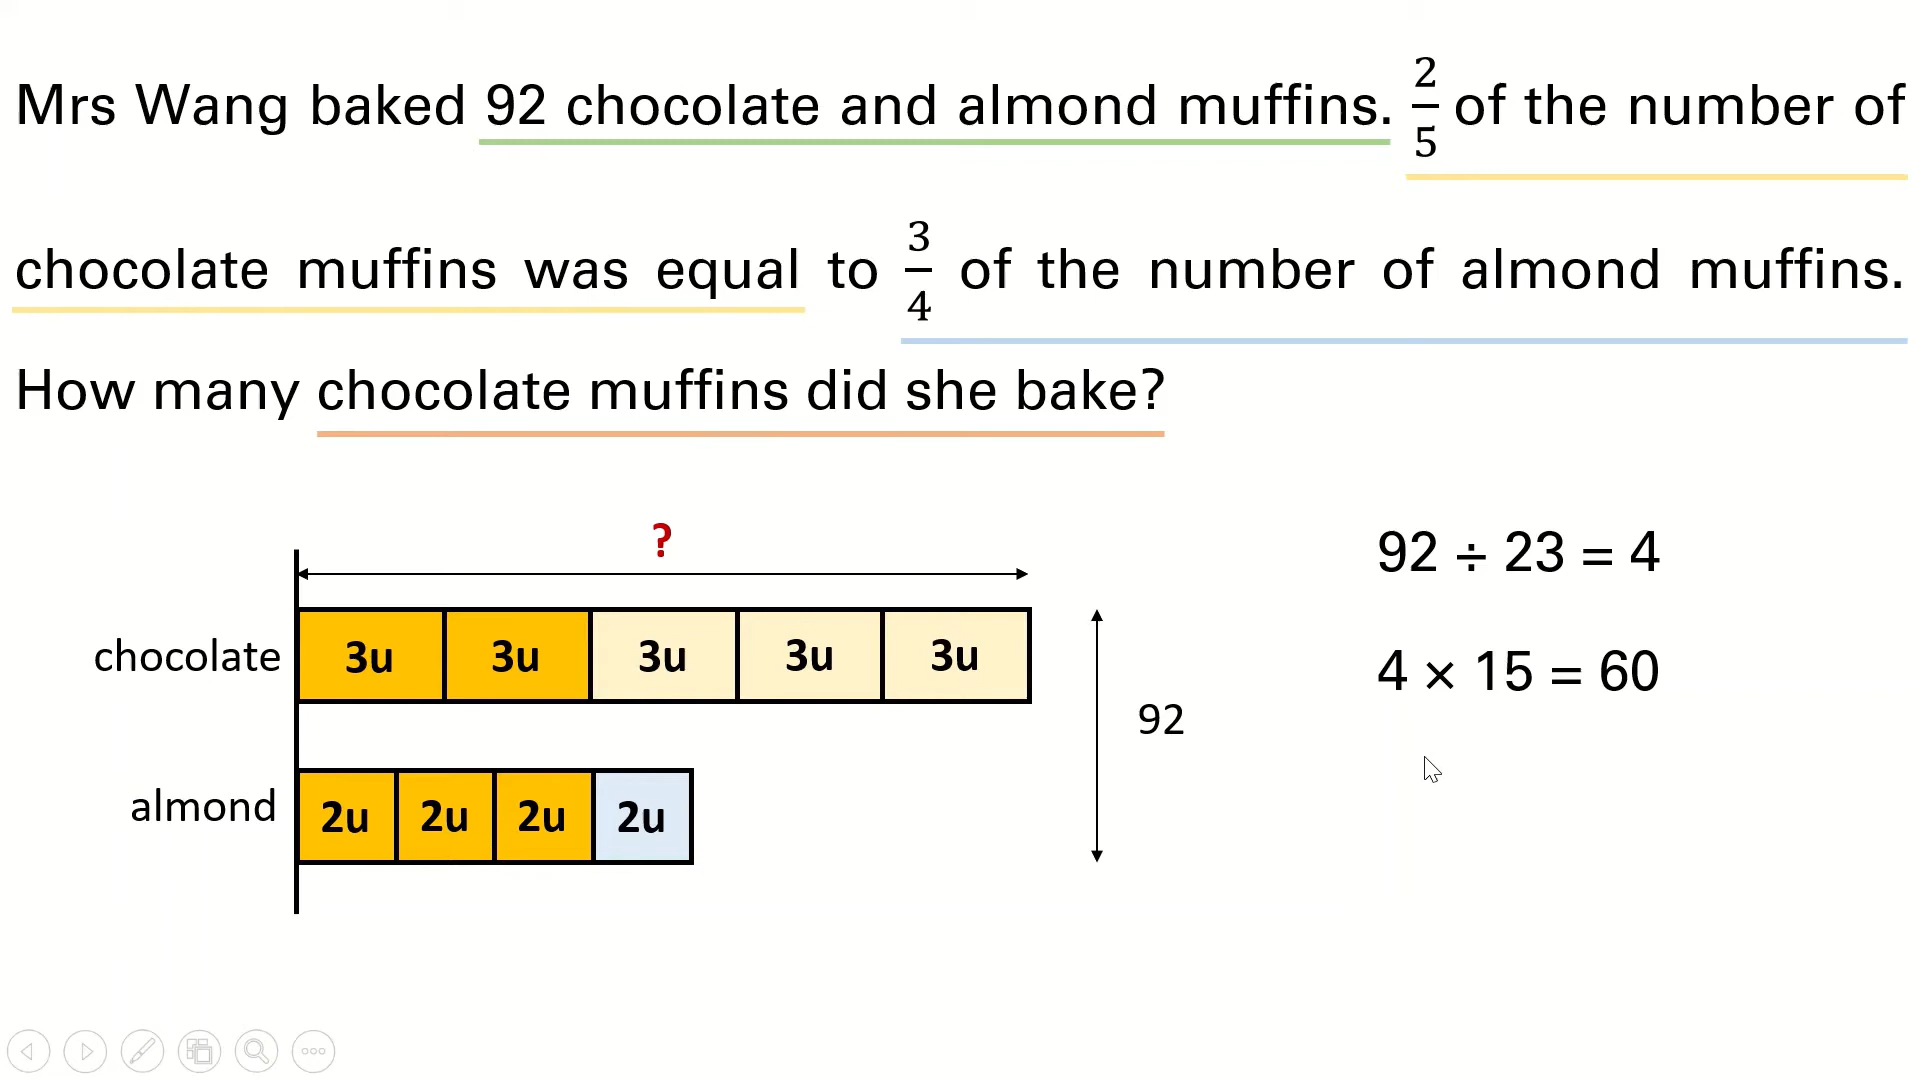 Mrs Wang baked 92 chocolate and almond muffins. 2/5 of the number of
chocolate muffins was equal to 3/4 of the number of almond muffins.
How many chocolate muffins did she bake?
?
chocolate 3u 3u 3u 3u 3u
almond 2u 2u 2u 2u
92
92 ÷ 23 = 4
4 × 15 = 60